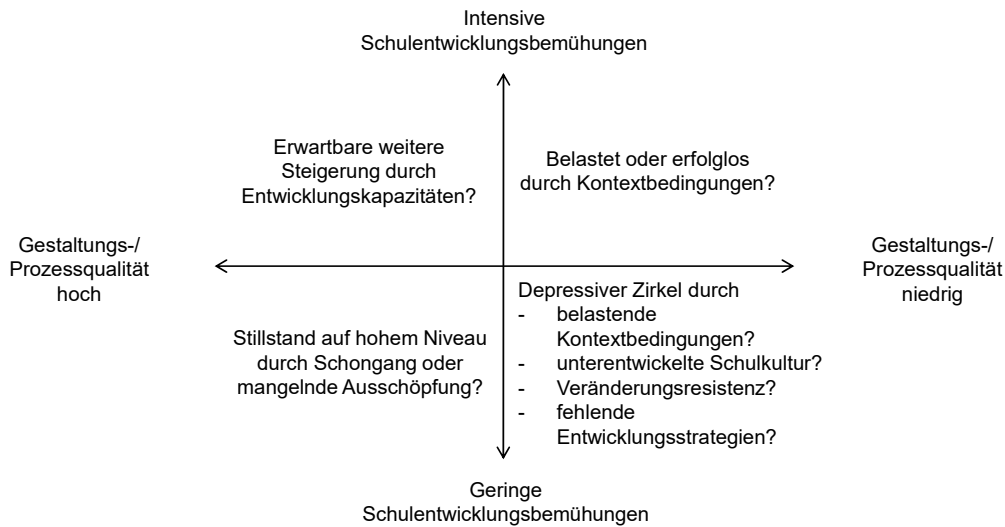 Intensive
Schulentwicklungsbemühungen
Erwartbare weitere
Steigerung durch
Entwicklungskapazitäten?
Belastet oder erfolglos
durch Kontextbedingungen?
Gestaltungs-/
Prozessqualität
hoch
Gestaltungs-/
Prozessqualität
niedrig
Stillstand auf hohem Niveau
durch Schongang oder
mangelnde Ausschöpfung?
Depressiver Zirkel durch
- belastende
Kontextbedingungen?
- unterentwickelte Schulkultur?
- Veränderungsresistenz?
- fehlende
Entwicklungsstrategien?
Geringe
Schulentwicklungsbemühungen